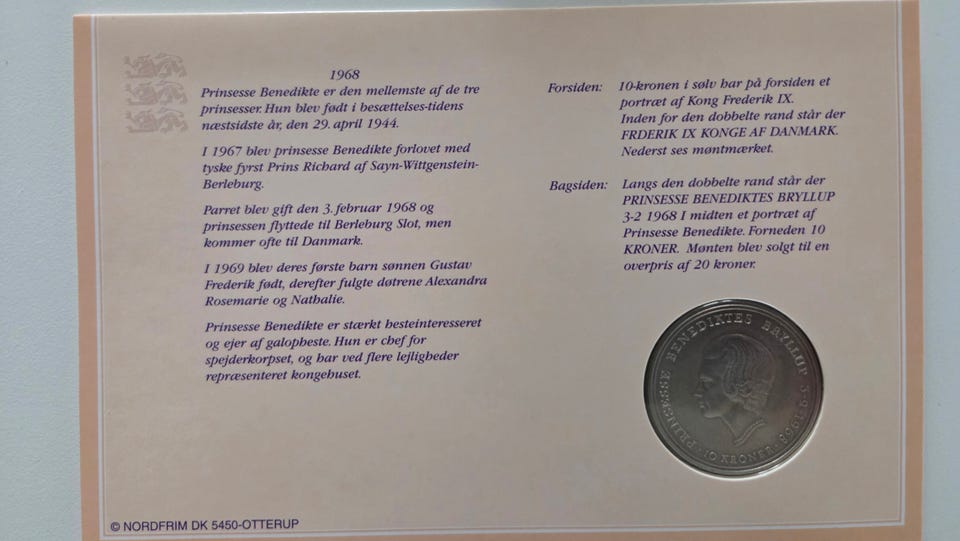 1968
Prinsesse Benedikte er den mellemste af de tre
prinsesser. Hun blev født i besættelses-tidens
næstsidste år, den 29. april 1944.
I 1967 blev prinsesse Benedikte forlovet med
tyske fyrst Prins Richard af Sayn-Wittgenstein-
Berleburg.
Parret blev gift den 3. februar 1968 og
prinsessen flyttede til Berleburg Slot, men
kommer ofte til Danmark.
I 1969 blev deres første barn sønnen Gustav
Frederik født, derefter fulgte døtrene Alexandra
Rosemarie og Nathalie.
Prinsesse Benedikte er stærkt hesteinteresseret
og ejer af galopheste. Hun er chef for
spejderkorpset, og har ved flere lejligheder
repræsenteret kongehuset.
Forsiden: 10-kronen i sølv har på forsiden et
portræt af Kong Frederik IX.
Inden for den dobbelte rand står der
FRDERIK IX KONGE AF DANMARK.
Nederst ses møntmærket.
Bagsiden: Langs den dobbelte rand står der
PRINSESSE BENEDIKTES BRYLLUP
3-2 1968 I midten et portræt af
Prinsesse Benedikte. Forneden 10
KRONER. Mønten blev solgt til en
overpris af 20 kroner.
PRINSESSE BENEDIKTES BRYLLUP 3-2-1968
10 KRONER
© NORDFRIM DK 5450-OTTERUP